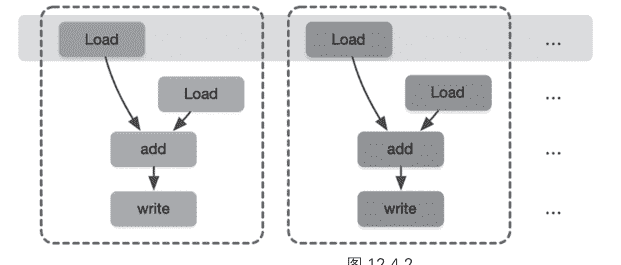 Load Load ...
Load Load ...
add add ...
write write ...
图 12.4.2